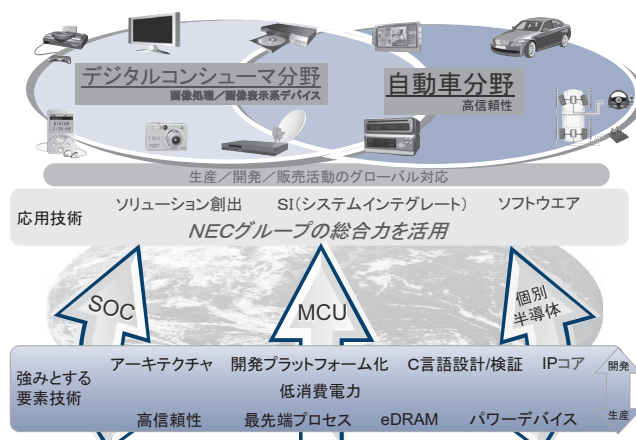 デジタルコンシューマ分野
画像処理／画像表示系デバイス
自動車分野
高信頼性
生産／開発／販売活動のグローバル対応
応用技術
ソリューション創出 SI(システムインテグレート) ソフトウエア
NECグループの総合力を活用
SOC
MCU
個別
半導体
強みとする
要素技術
アーキテクチャ 開発プラットフォーム化 C言語設計/検証 IPコア
低消費電力
高信頼性 最先端プロセス eDRAM パワーデバイス
開発
生産